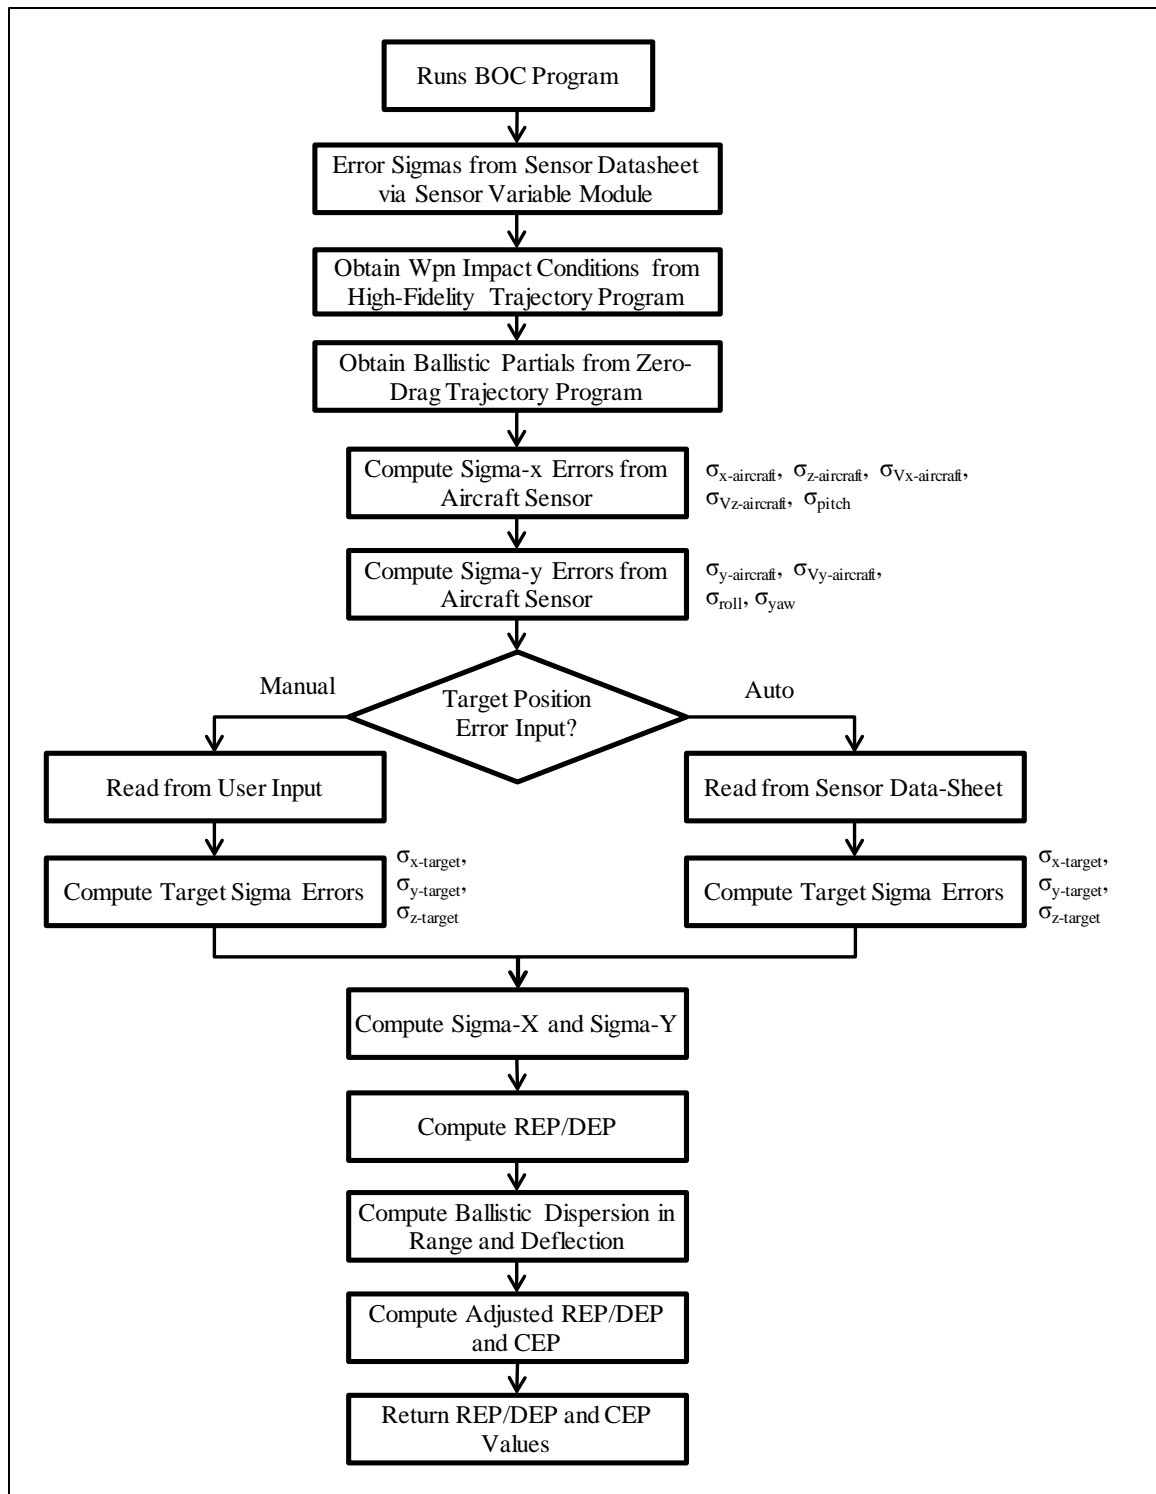 Runs BOC Program
Error Sigmas from Sensor Datasheet
via Sensor Variable Module
Obtain Wpn Impact Conditions from
High-Fidelity Trajectory Program
Obtain Ballistic Partials from Zero-
Drag Trajectory Program
Compute Sigma-x Errors from
Aircraft Sensor
σx-aircraft, σz-aircraft, σVx-aircraft,
σVz-aircraft, σpitch
Compute Sigma-y Errors from
Aircraft Sensor
σy-aircraft, σVy-aircraft,
σroll, σyaw
Target Position
Error Input?
Manual
Auto
Read from User Input
Read from Sensor Data-Sheet
Compute Target Sigma Errors
σx-target,
σy-target,
σz-target
Compute Target Sigma Errors
σx-target,
σy-target,
σz-target
Compute Sigma-X and Sigma-Y
Compute REP/DEP
Compute Ballistic Dispersion in
Range and Deflection
Compute Adjusted REP/DEP
and CEP
Return REP/DEP and CEP
Values